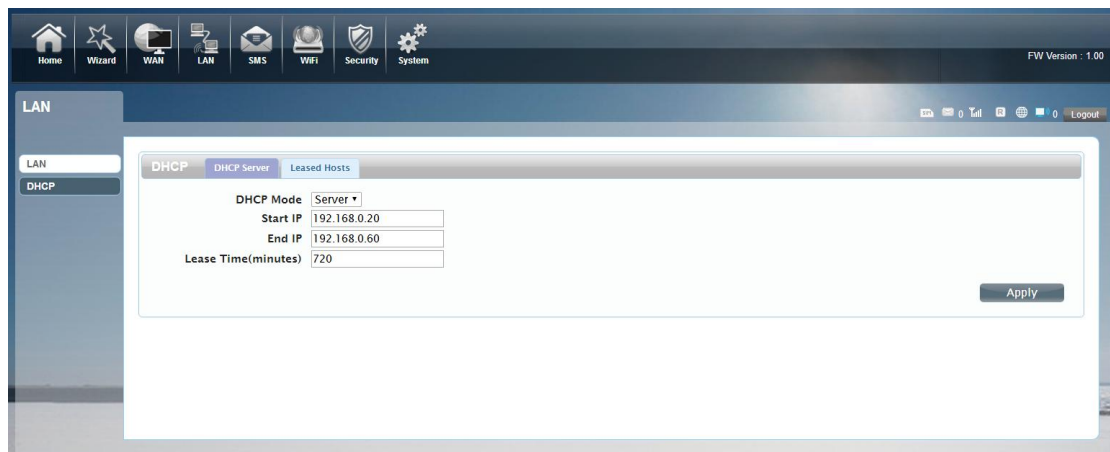 Home Wizard WAN LAN SMS WiFi Security System
FW Version : 1.00
LAN
0 R 0 Logout
LAN
DHCP
DHCP DHCP Server Leased Hosts
DHCP Mode Server
Start IP 192.168.0.20
End IP 192.168.0.60
Lease Time(minutes) 720
Apply